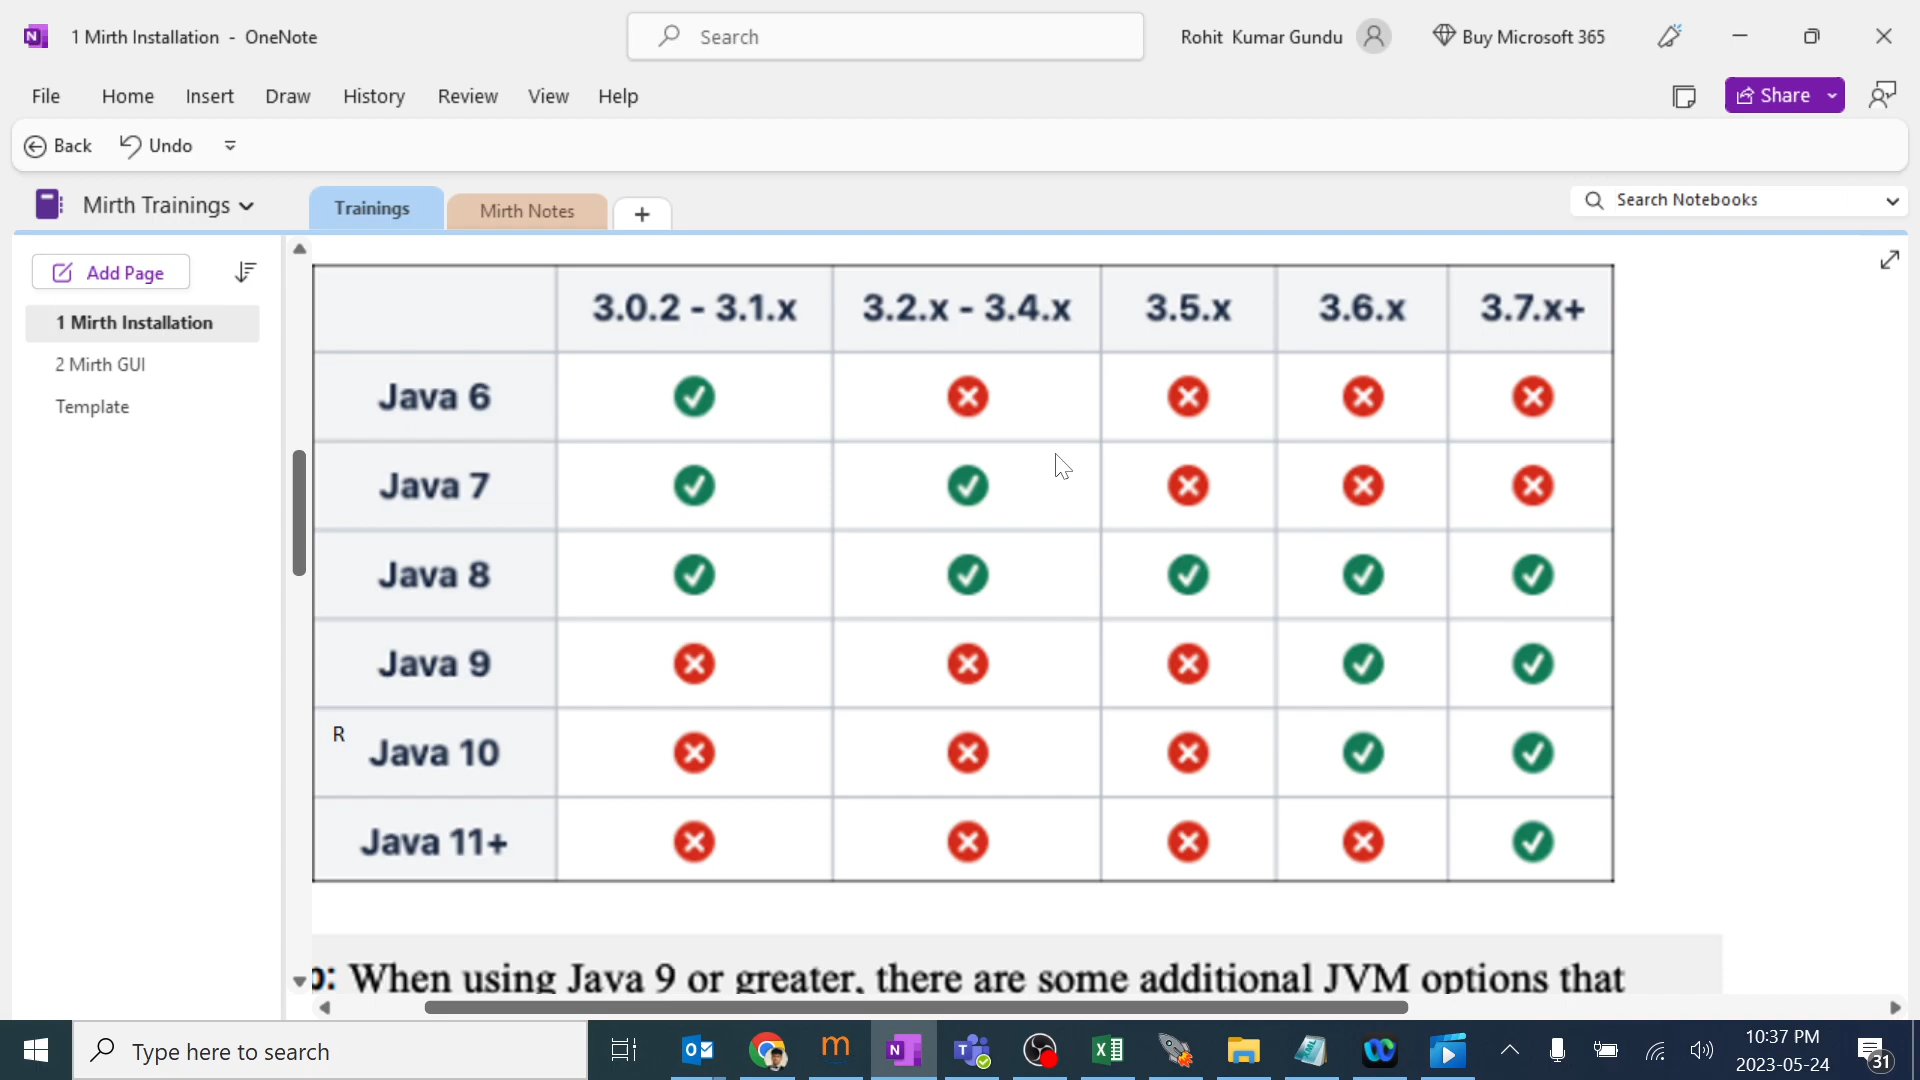 1 Mirth Installation - OneNote
Search
Rohit Kumar Gundu
Buy Microsoft 365
File Home Insert Draw History Review View Help
Share
Back Undo
Mirth Trainings
Trainings
Mirth Notes
+
Search Notebooks
Add Page
1 Mirth Installation
2 Mirth GUI
Template
3.0.2 - 3.1.x 3.2.x - 3.4.x 3.5.x 3.6.x 3.7.x+
Java 6
Java 7
Java 8
Java 9
R
Java 10
Java 11+
p: When using Java 9 or greater, there are some additional JVM options that
Type here to search
10:37 PM
2023-05-24
31